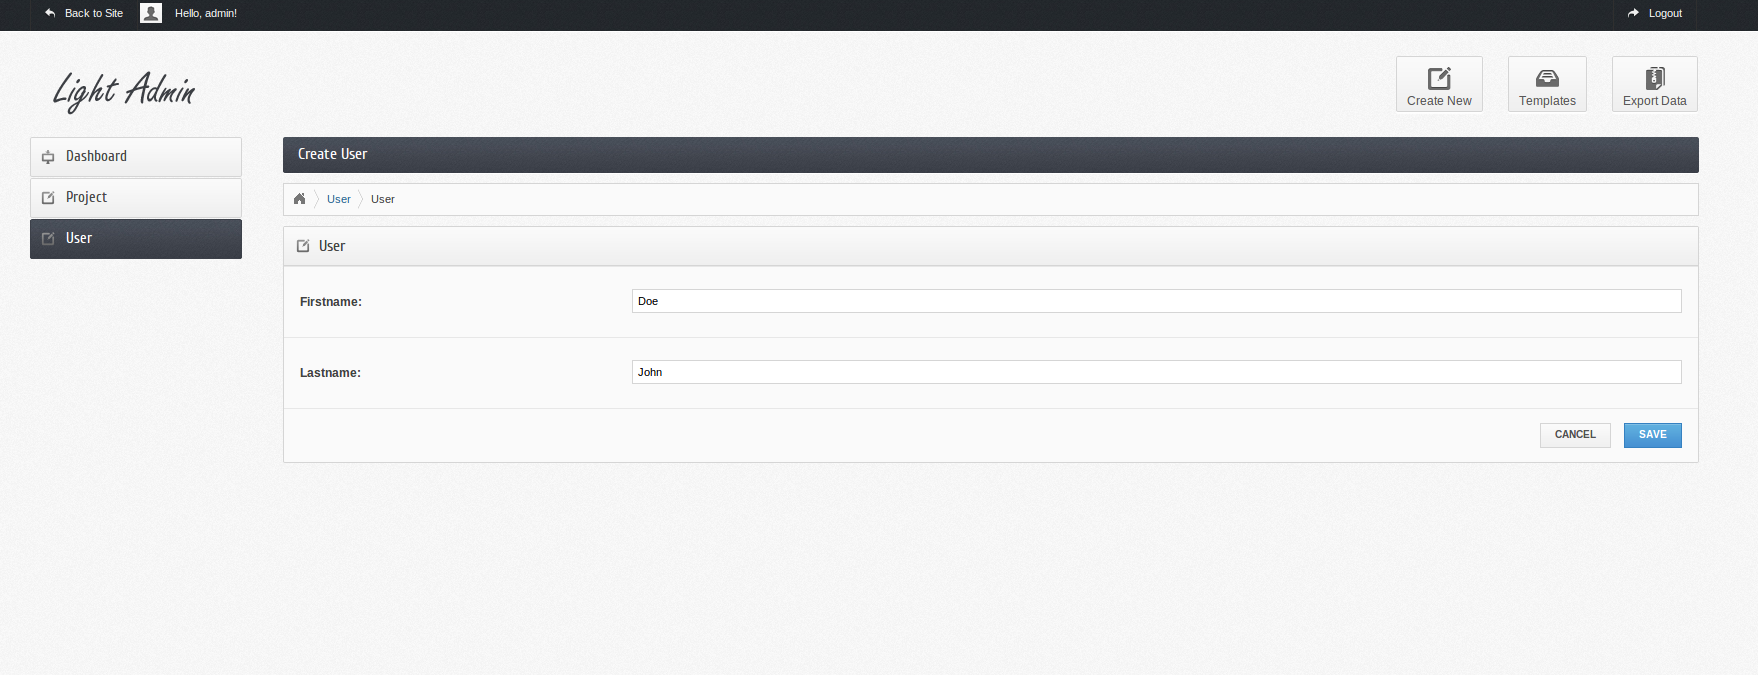 Back to Site
Hello, admin!
Logout
Light Admin
Create New
Templates
Export Data
Dashboard
Project
User
Create User
User
User
User
Firstname:
Doe
Lastname:
John
CANCEL
SAVE